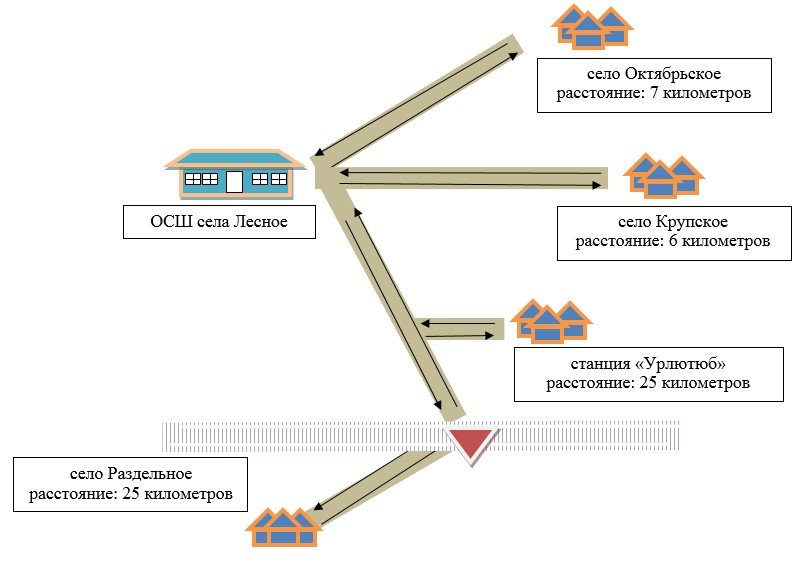 село Октябрьское
расстояние: 7 километров
ОСШ села Лесное
село Крупское
расстояние: 6 километров
станция «Урлютюб»
расстояние: 25 километров
село Раздельное
расстояние: 25 километров